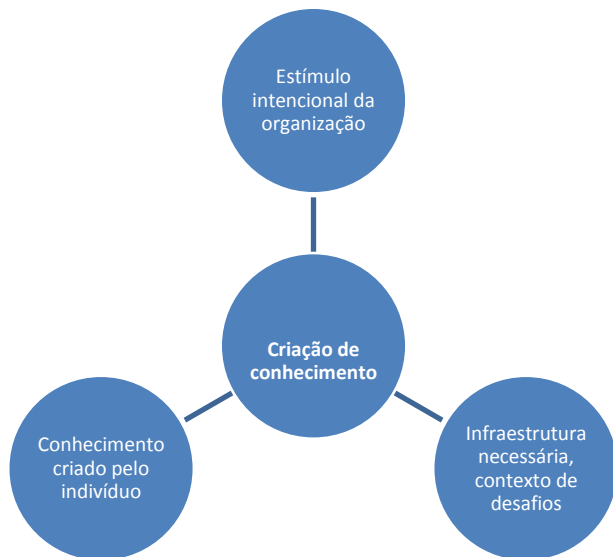 Estímulo
intencional da
organização
Criação de
conhecimento
Conhecimento
criado pelo
indivíduo
Infraestrutura
necessária,
contexto de
desafios